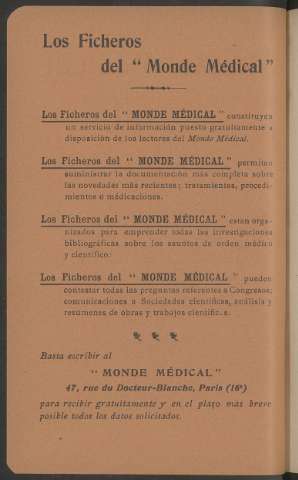 Los Ficheros
del " Monde Médical "
Los Ficheros del " MONDE MÉDICAL " constituyen
un servicio de información puesto gratuitamente a
disposición de los lectores del Monde Médical.
Los Ficheros del " MONDE MÉDICAL " permiten
suministrar la documentación más completa sobre
las novedades más recientes; tratamientos, procedi-
mientos o médicaciones.
Los Ficheros del " MONDE MÉDICAL " están orga-
nizados para emprender todas las investigaciones
bibliográficas sobre los asuntos de orden médico
y científico.
Los Ficheros del " MONDE MÉDICAL " pueden
contestar todas las preguntas referentes a Congresos;
comunicaciones a Sociedades científicas, análisis y
resúmenes de obras y trabajos científicos.
Basta escribir al
" MONDE MÉDICAL "
47, rue du Docteur-Blanche, Paris (16e)
para recibir gratuitamente y en el plazo más breve
posible todos los datos solicitados.